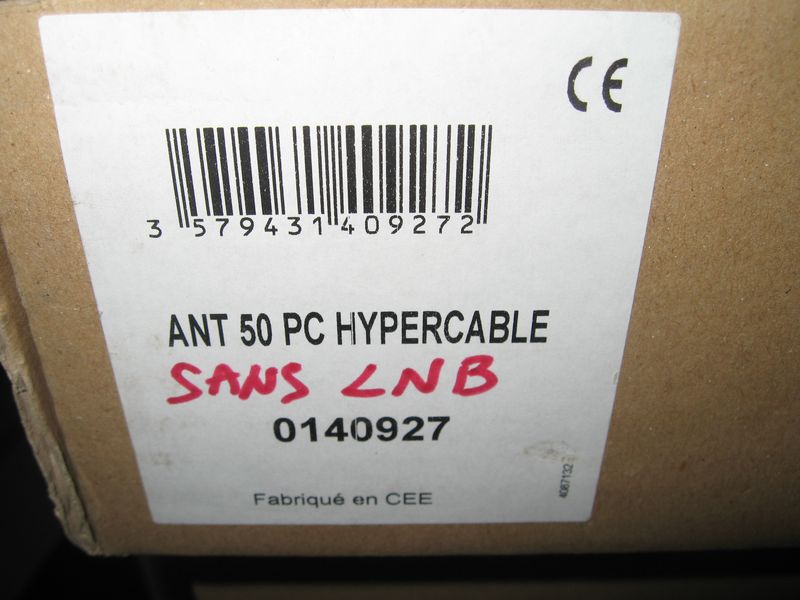 CE
3 579431 409272
ANT 50 PC HYPERCABLE
SANS LNB
0140927
Fabriqué en CEE